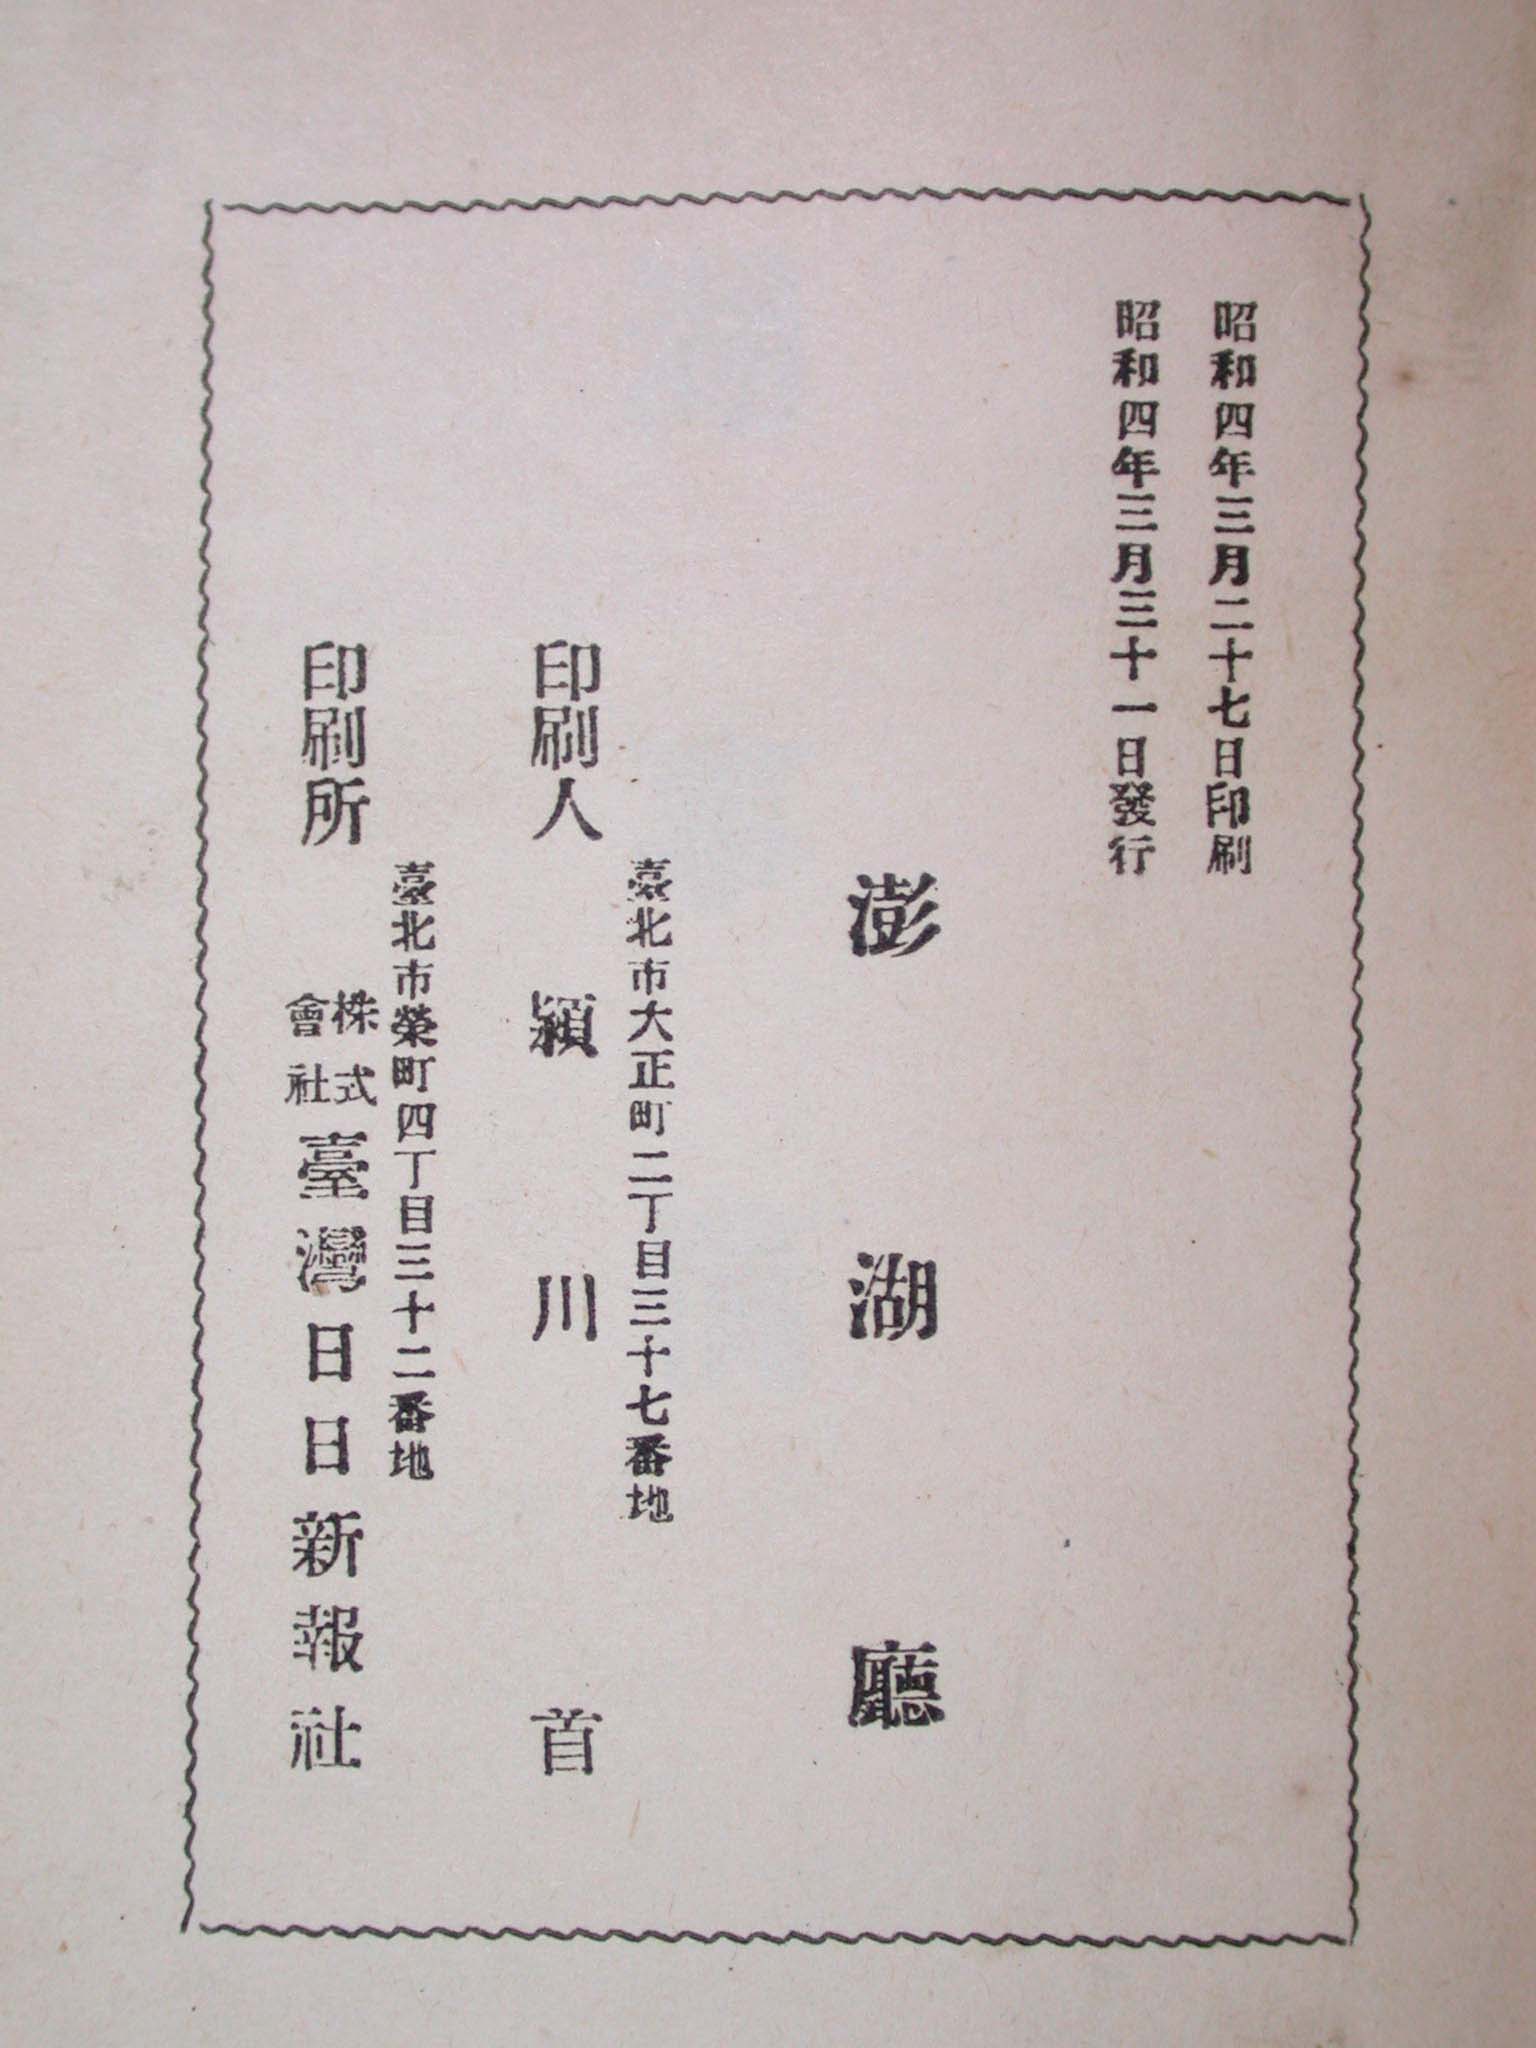 昭和四年三月二十七日印刷
昭和四年三月三十一日發行
澎湖廳
臺北市大正町二丁目三十七番地
印刷人 潁川首
臺北市榮町四丁目三十二番地
印刷所 株式會社臺灣日日新報社